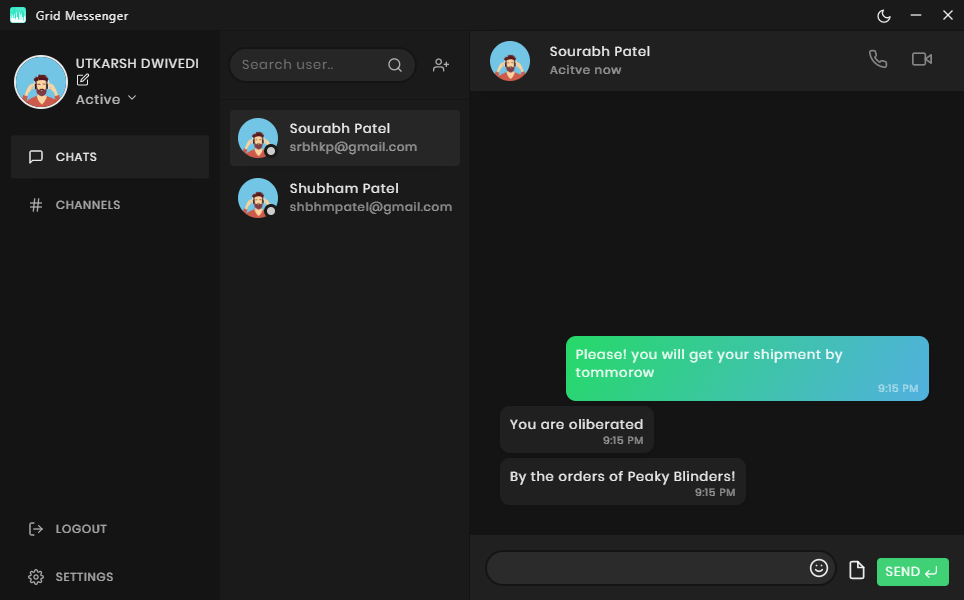 Grid Messenger
UTKARSH DWIVEDI
Active
CHATS
CHANNELS
LOGOUT
SETTINGS
Search user..
Sourabh Patel
srbhkp@gmail.com
Shubham Patel
shbhmpatel@gmail.com
Sourabh Patel
Acitve now
Please! you will get your shipment by
tommorow
9:15 PM
You are oliberated
9:15 PM
By the orders of Peaky Blinders!
9:15 PM
SEND